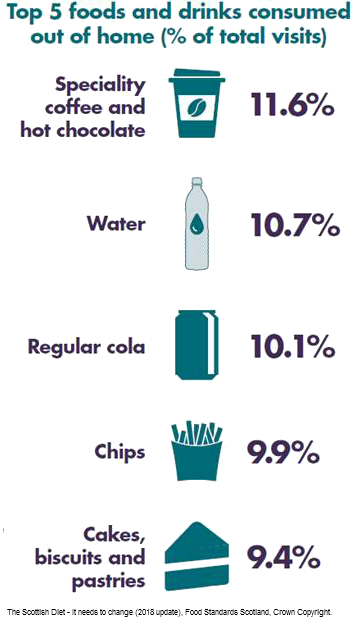 Top 5 foods and drinks consumed
out of home (% of total visits)
Speciality
coffee and
hot chocolate
11.6%
Water
10.7%
Regular cola
10.1%
Chips
9.9%
Cakes,
biscuits and
pastries
9.4%
The Scottish Diet - It needs to change (2018 update), Food Standards Scotland, Crown Copyright.